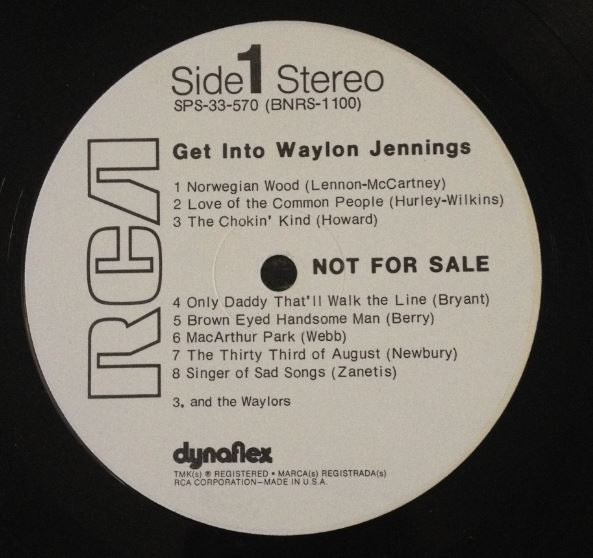 Side 1 Stereo
SPS-33-570 (BNRS-1100)
Get Into Waylon Jennings
1 Norwegian Wood (Lennon-McCartney)
2 Love of the Common People (Hurley-Wilkins)
3 The Chokin' Kind (Howard)
NOT FOR SALE
4 Only Daddy That'll Walk the Line (Bryant)
5 Brown Eyed Handsome Man (Berry)
6 MacArthur Park (Webb)
7 The Thirty Third of August (Newbury)
8 Singer of Sad Songs (Zanetis)
3, and the Waylors
RCA
dynaflex
TMK(s) ® REGISTERED • MARCA(s) REGISTRADA(s)
RCA CORPORATION—MADE IN U.S.A.